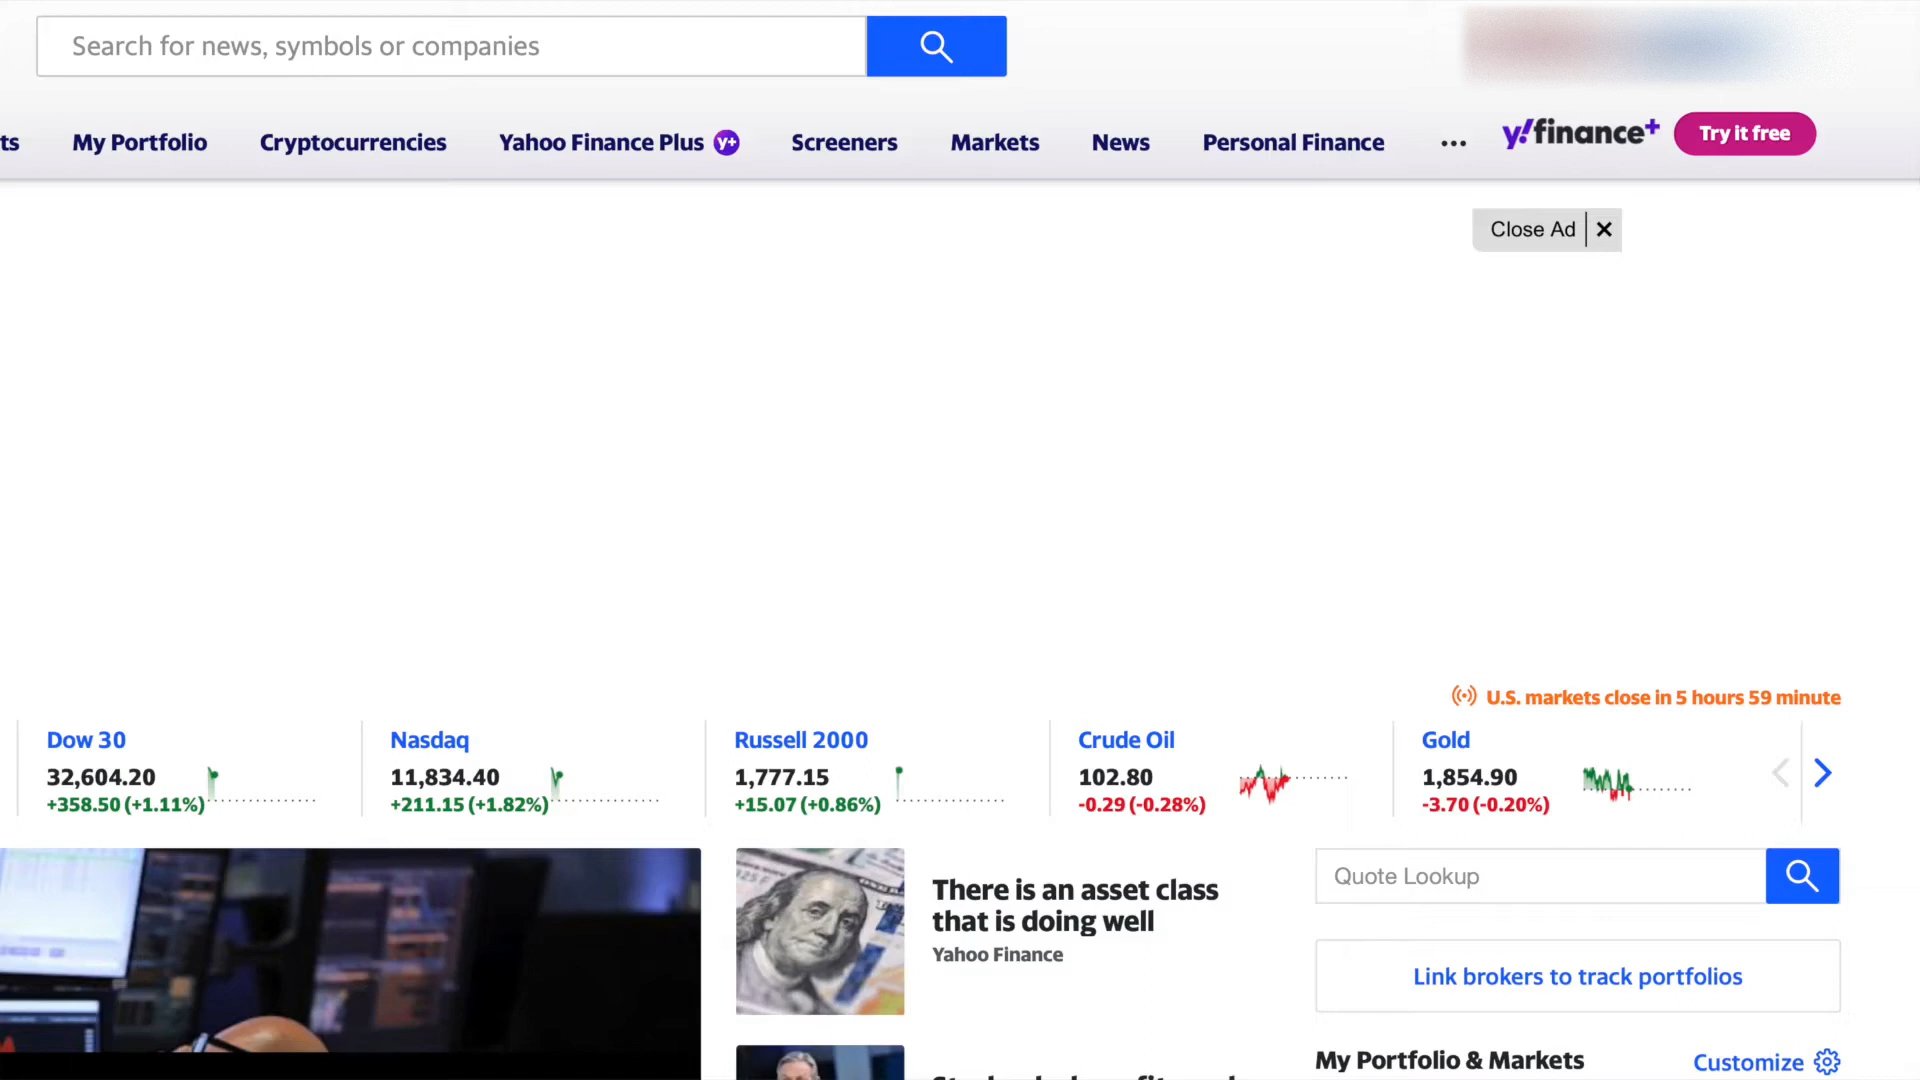 Search for news, symbols or companies
ts My Portfolio Cryptocurrencies Yahoo Finance Plus y+ Screeners Markets News Personal Finance ... y!finance+ Try it free
Close Ad
U.S. markets close in 5 hours 59 minute
Dow 30
32,604.20
+358.50 (+1.11%)
Nasdaq
11,834.40
+211.15 (+1.82%)
Russell 2000
1,777.15
+15.07 (+0.86%)
Crude Oil
102.80
-0.29 (-0.28%)
Gold
1,854.90
-3.70 (-0.20%)
There is an asset class
that is doing well
Yahoo Finance
Quote Lookup
Link brokers to track portfolios
My Portfolio & Markets
Customize